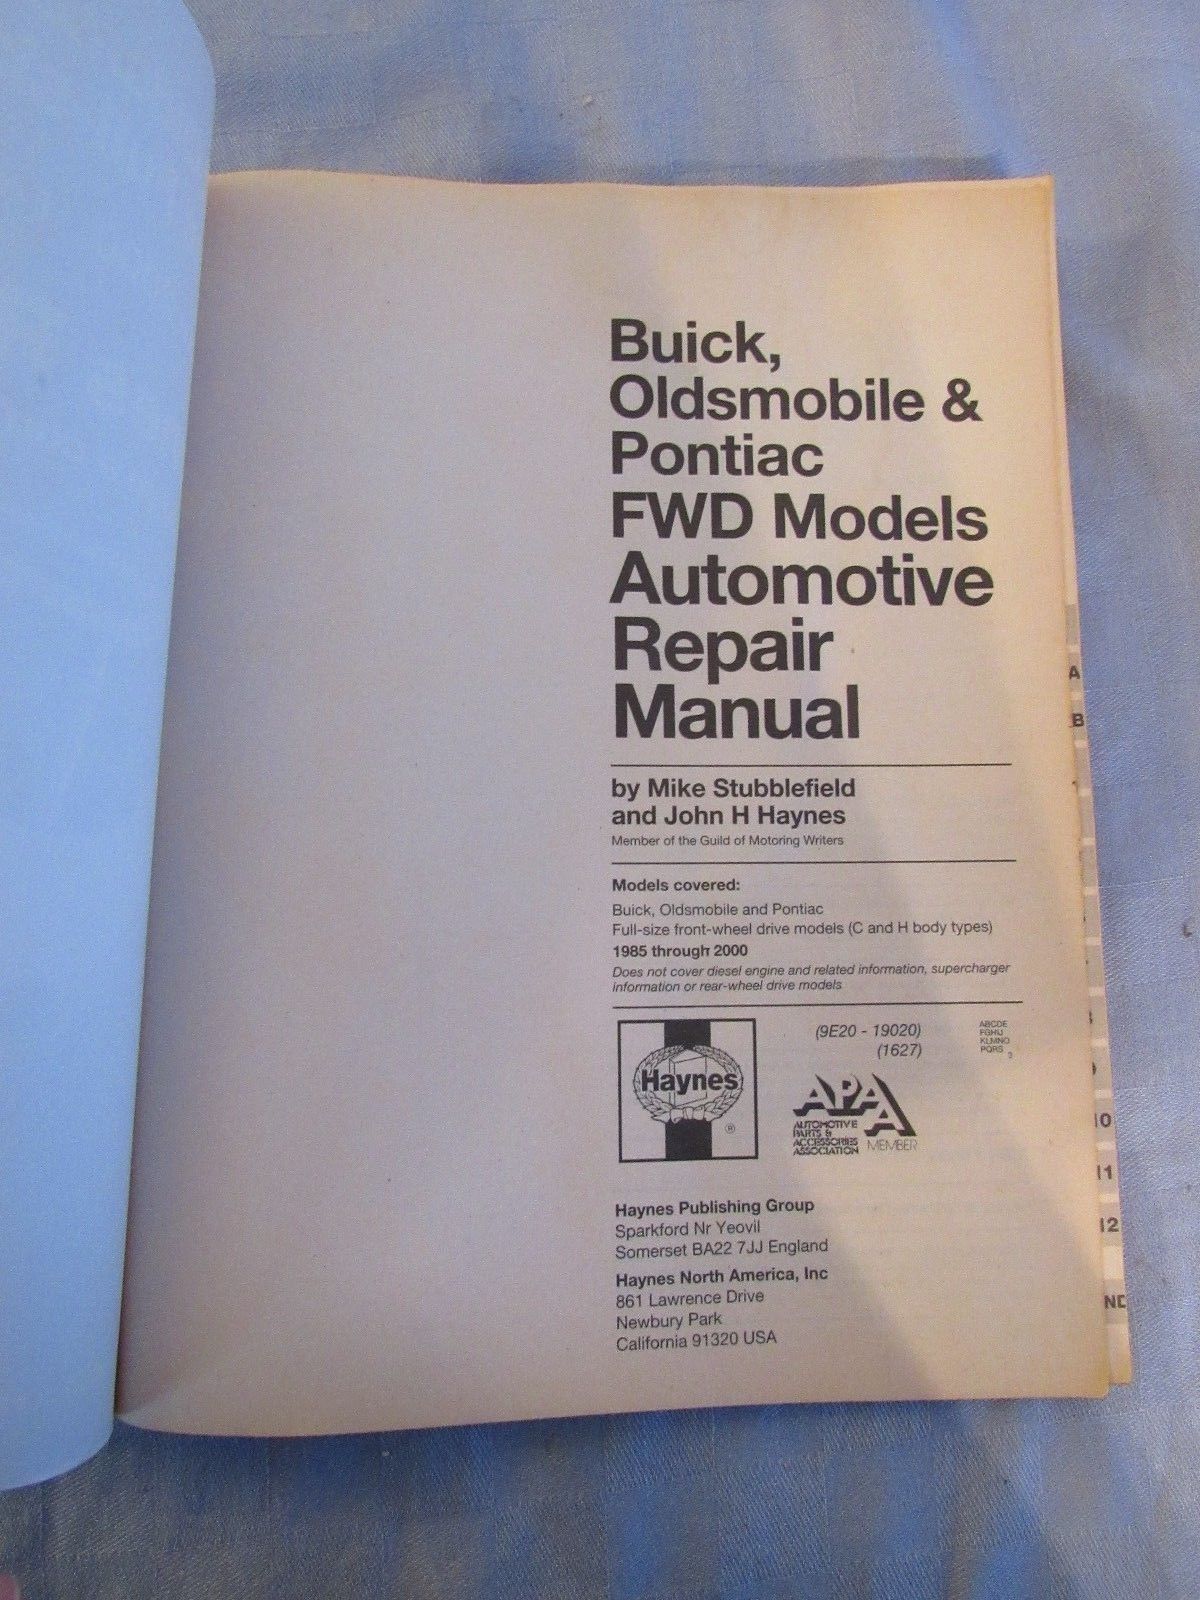 Buick,
Oldsmobile &
Pontiac
FWD Models
Automotive
Repair
Manual
by Mike Stubblefield
and John H Haynes
Member of the Guild of Motoring Writers
Models covered:
Buick, Oldsmobile and Pontiac
Full-size front-wheel drive models (C and H body types)
1985 through 2000
Does not cover diesel engine and related information, supercharger
information or rear-wheel drive models
Haynes
®
(9E20 - 19020)
(1627)
ABCDE
FGHIJ
KLMNO
PQRS
APAA
AUTOMOTIVE
PARTS &
ACCESSORIES
ASSOCIATION
MEMBER
Haynes Publishing Group
Sparkford Nr Yeovil
Somerset BA22 7JJ England
Haynes North America, Inc
861 Lawrence Drive
Newbury Park
California 91320 USA
A
B
10
11
12